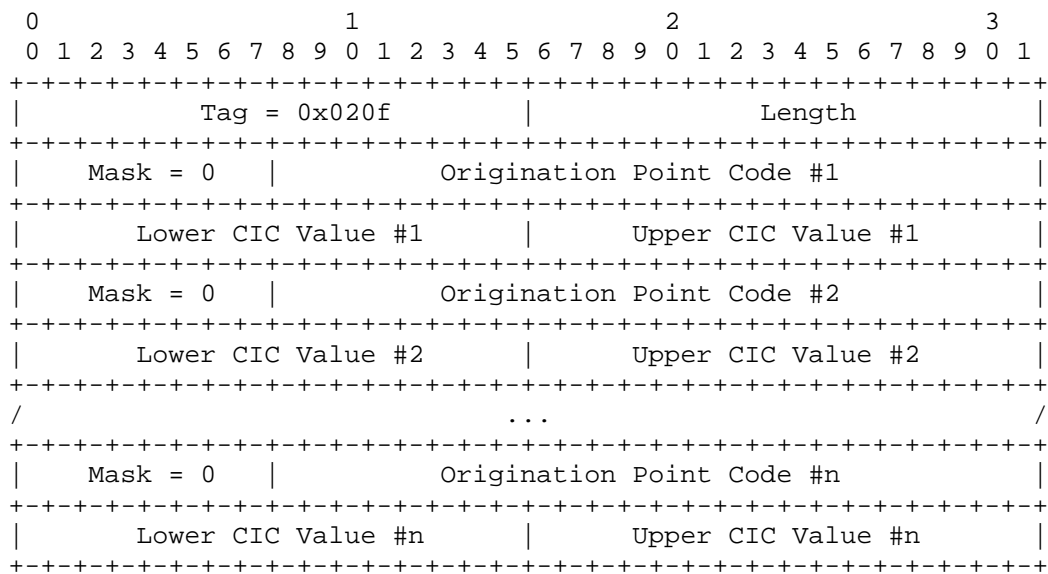 0                   1                   2                   3
 0 1 2 3 4 5 6 7 8 9 0 1 2 3 4 5 6 7 8 9 0 1 2 3 4 5 6 7 8 9 0 1
+-+-+-+-+-+-+-+-+-+-+-+-+-+-+-+-+-+-+-+-+-+-+-+-+-+-+-+-+-+-+-+-+
|           Tag = 0x020f        |              Length           |
+-+-+-+-+-+-+-+-+-+-+-+-+-+-+-+-+-+-+-+-+-+-+-+-+-+-+-+-+-+-+-+-+
|    Mask = 0   |          Origination Point Code #1            |
+-+-+-+-+-+-+-+-+-+-+-+-+-+-+-+-+-+-+-+-+-+-+-+-+-+-+-+-+-+-+-+-+
|       Lower CIC Value #1      |      Upper CIC Value #1       |
+-+-+-+-+-+-+-+-+-+-+-+-+-+-+-+-+-+-+-+-+-+-+-+-+-+-+-+-+-+-+-+-+
|    Mask = 0   |          Origination Point Code #2            |
+-+-+-+-+-+-+-+-+-+-+-+-+-+-+-+-+-+-+-+-+-+-+-+-+-+-+-+-+-+-+-+-+
|       Lower CIC Value #2      |      Upper CIC Value #2       |
+-+-+-+-+-+-+-+-+-+-+-+-+-+-+-+-+-+-+-+-+-+-+-+-+-+-+-+-+-+-+-+-+
/                              ...                              /
+-+-+-+-+-+-+-+-+-+-+-+-+-+-+-+-+-+-+-+-+-+-+-+-+-+-+-+-+-+-+-+-+
|    Mask = 0   |          Origination Point Code #n            |
+-+-+-+-+-+-+-+-+-+-+-+-+-+-+-+-+-+-+-+-+-+-+-+-+-+-+-+-+-+-+-+-+
|       Lower CIC Value #n      |      Upper CIC Value #n       |
+-+-+-+-+-+-+-+-+-+-+-+-+-+-+-+-+-+-+-+-+-+-+-+-+-+-+-+-+-+-+-+-+